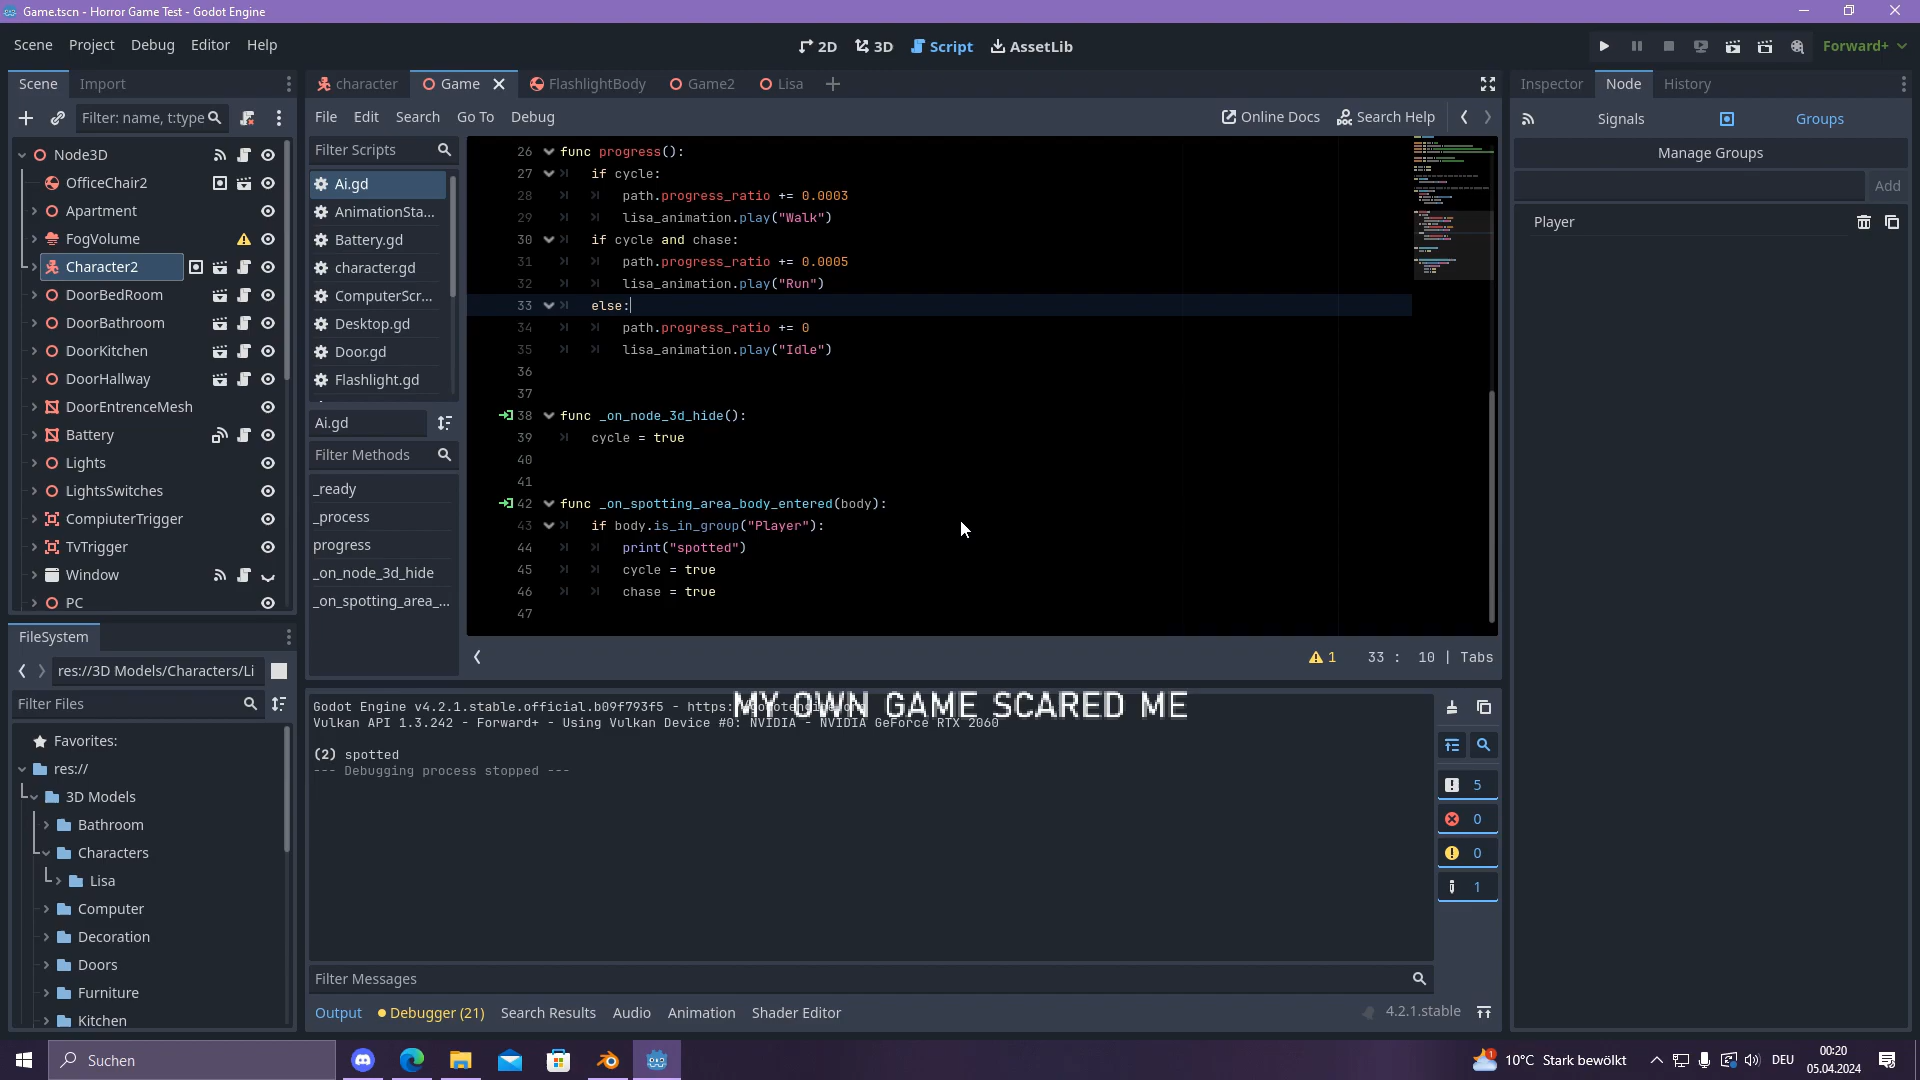 Game.tscn - Horror Game Test - Godot Engine
Scene Project Debug Editor Help
2D 3D Script AssetLib
Forward+
Scene Import
character Game FlashlightBody Game2 Lisa
Inspector Node History
Filter: name, t:type
File Edit Search Go To Debug
Online Docs Search Help
Signals Groups
Manage Groups
Add
Player
Node3D
OfficeChair2
Apartment
FogVolume
Character2
DoorBedRoom
DoorBathroom
DoorKitchen
DoorHallway
DoorEntrenceMesh
Battery
Lights
LightsSwitches
CompiuterTrigger
TvTrigger
Window
PC
Filter Scripts
Ai.gd
AnimationSta...
Battery.gd
character.gd
ComputerScr...
Desktop.gd
Door.gd
Flashlight.gd
Ai.gd
Filter Methods
_ready
_process
progress
_on_node_3d_hide
_on_spotting_area_...
26 func progress():
27 if cycle:
28 path.progress_ratio += 0.0003
29 lisa_animation.play("Walk")
30 if cycle and chase:
31 path.progress_ratio += 0.0005
32 lisa_animation.play("Run")
33 else:
34 path.progress_ratio += 0
35 lisa_animation.play("Idle")
36
37
38 func _on_node_3d_hide():
39 cycle = true
40
41
42 func _on_spotting_area_body_entered(body):
43 if body.is_in_group("Player"):
44 print("spotted")
45 cycle = true
46 chase = true
47
1 33 : 10 | Tabs
FileSystem
res://3D Models/Characters/Li
Filter Files
Favorites:
res://
3D Models
Bathroom
Characters
Lisa
Computer
Decoration
Doors
Furniture
Kitchen
MY OWN GAME SCARED ME
Godot Engine v4.2.1.stable.official.b09f793f5 - https:
Vulkan API 1.3.242 - Forward+ - Using Vulkan Device #0: NVIDIA - NVIDIA GeForce RTX 2060
(2) spotted
--- Debugging process stopped ---
5
0
0
1
Filter Messages
Output Debugger (21) Search Results Audio Animation Shader Editor
4.2.1.stable
Suchen
1
10°C Stark bewölkt
DEU
00:20
05.04.2024